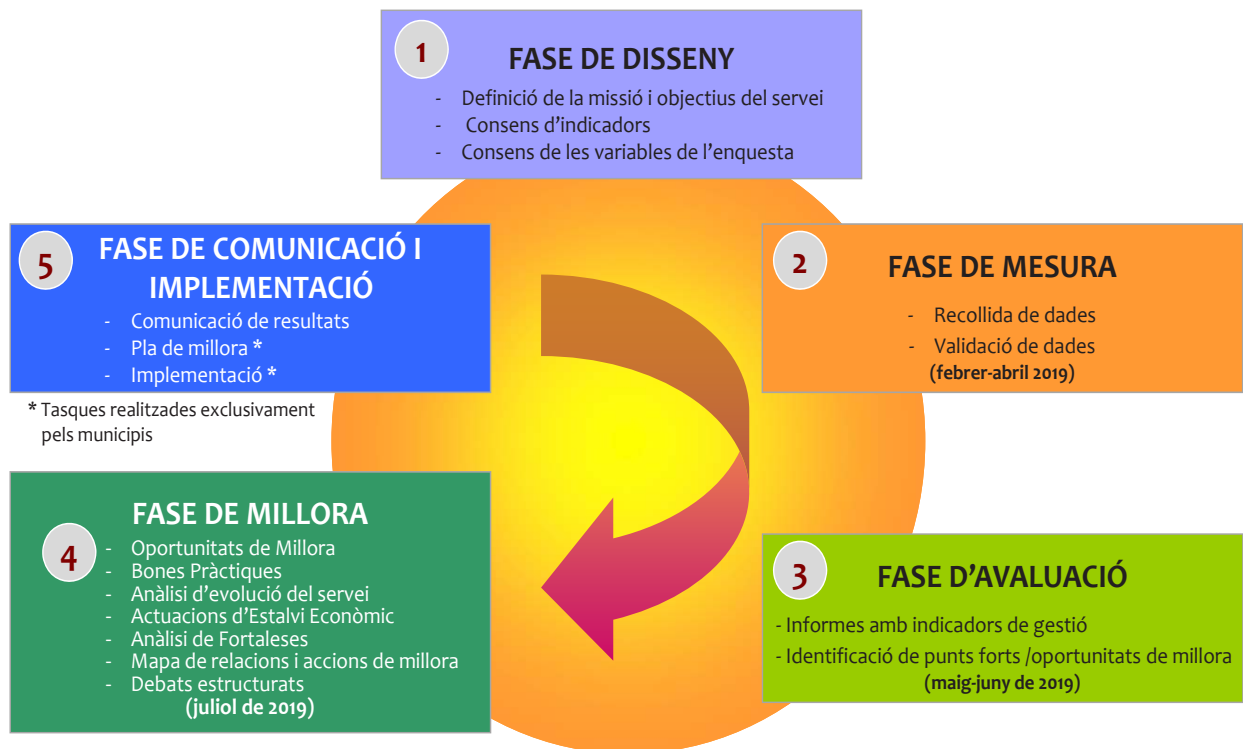 1
FASE DE DISSENY
- Definició de la missió i objectius del servei
- Consens d’indicadors
- Consens de les variables de l’enquesta
2
FASE DE MESURA
- Recollida de dades
- Validació de dades
(febrer-abril 2019)
3
FASE D’AVALUACIÓ
- Informes amb indicadors de gestió
- Identificació de punts forts /oportunitats de millora
(maig-juny de 2019)
4
FASE DE MILLORA
- Oportunitats de Millora
- Bones Pràctiques
- Anàlisi d’evolució del servei
- Actuacions d’Estalvi Econòmic
- Anàlisi de Fortaleses
- Mapa de relacions i accions de millora
- Debats estructurats
(juliol de 2019)
5
FASE DE COMUNICACIÓ I
IMPLEMENTACIÓ
- Comunicació de resultats
- Pla de millora *
- Implementació *
* Tasques realitzades exclusivament
pels municipis